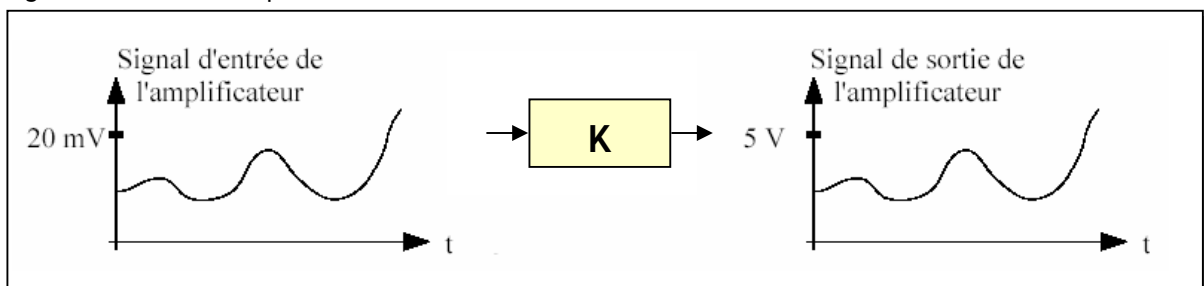 Signal d'entrée de
l'amplificateur
20 mV
t
K
Signal de sortie de
l'amplificateur
5 V
t